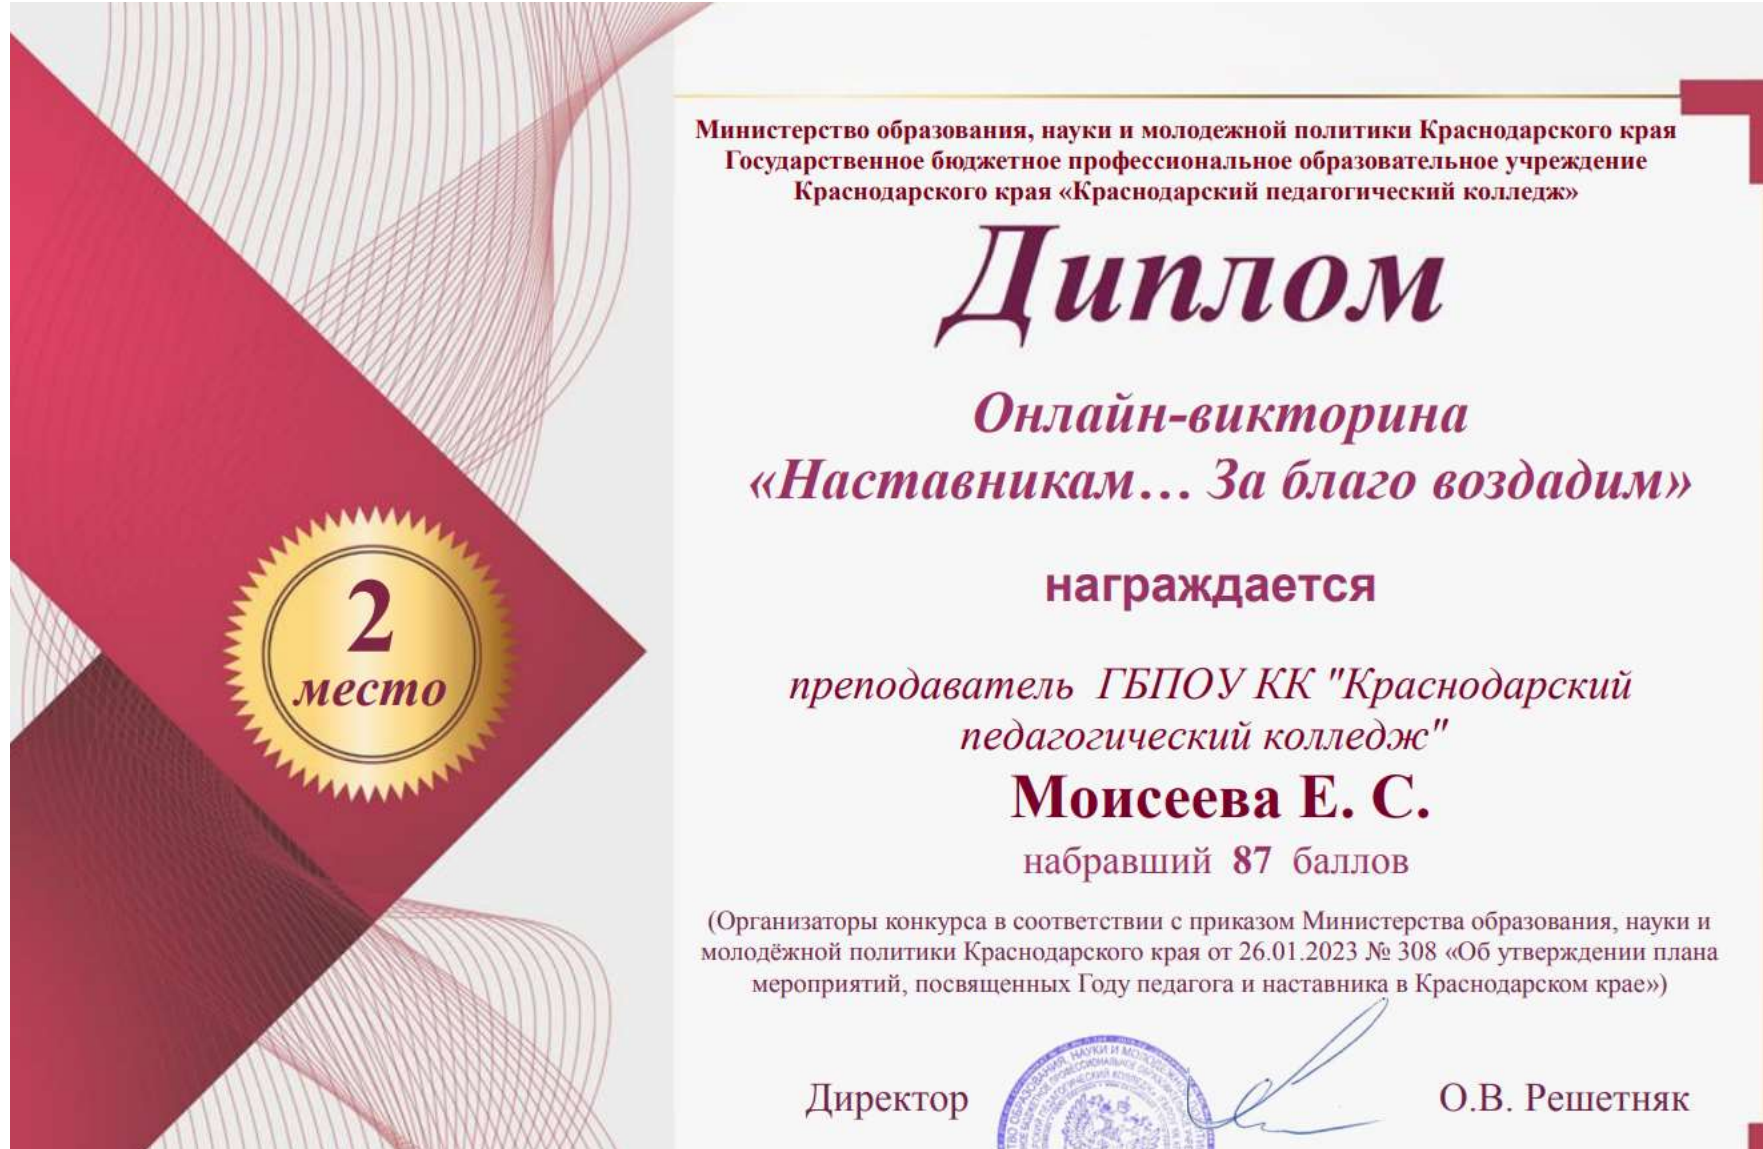 Министерство образования, науки и молодежной политики Краснодарского края
Государственное бюджетное профессиональное образовательное учреждение
Краснодарского края «Краснодарский педагогический колледж»
Диплом
Онлайн-викторина
«Наставникам... За благо воздадим»
2
место
награждается
преподаватель ГБПОУ КК "Краснодарский
педагогический колледж"
Моисеева Е. С.
набравший 87 баллов
(Организаторы конкурса в соответствии с приказом Министерства образования, науки и
молодёжной политики Краснодарского края от 26.01.2023 № 308 «Об утверждении плана
мероприятий, посвященных Году педагога и наставника в Краснодарском крае»)
Директор
О.В. Решетняк